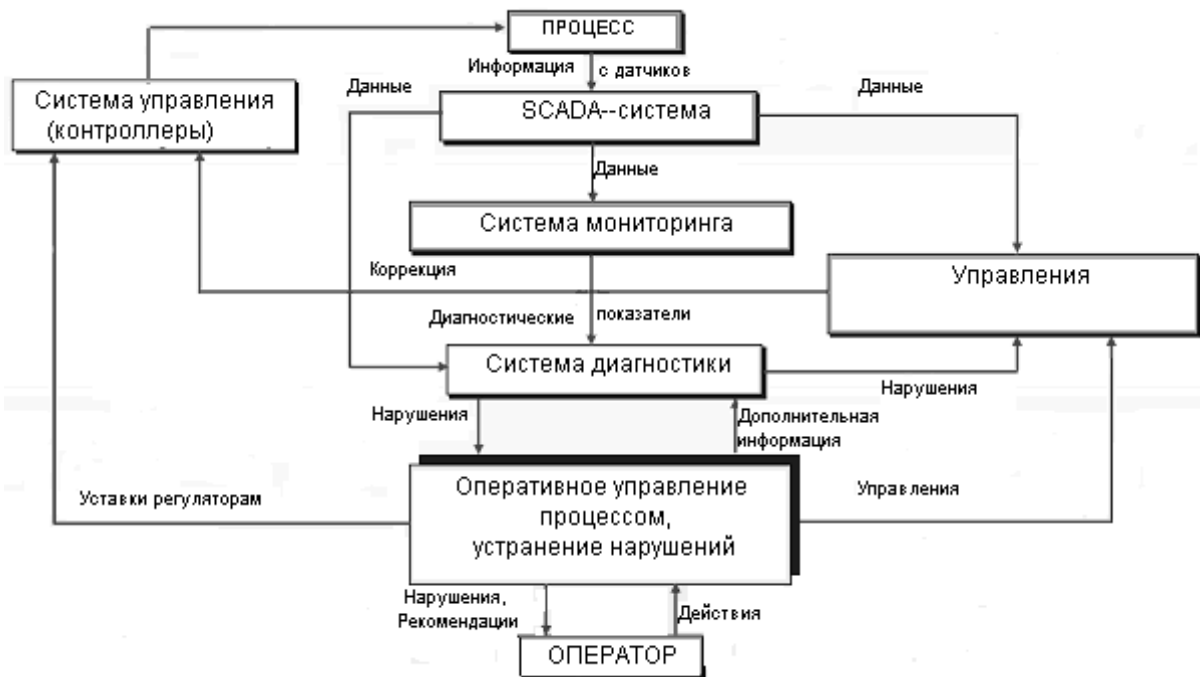 ПРОЦЕСС
Информация с датчиков
Данные
Данные
Система управления
(контроллеры)
SCADA--система
Данные
Система мониторинга
Коррекция
Управления
Диагностические показатели
Система диагностики
Нарушения
Нарушения
Дополнительная
информация
Уставки регуляторам
Оперативное управление
процессом,
устранение нарушений
Управления
Нарушения,
Рекомендации
Действия
ОПЕРАТОР